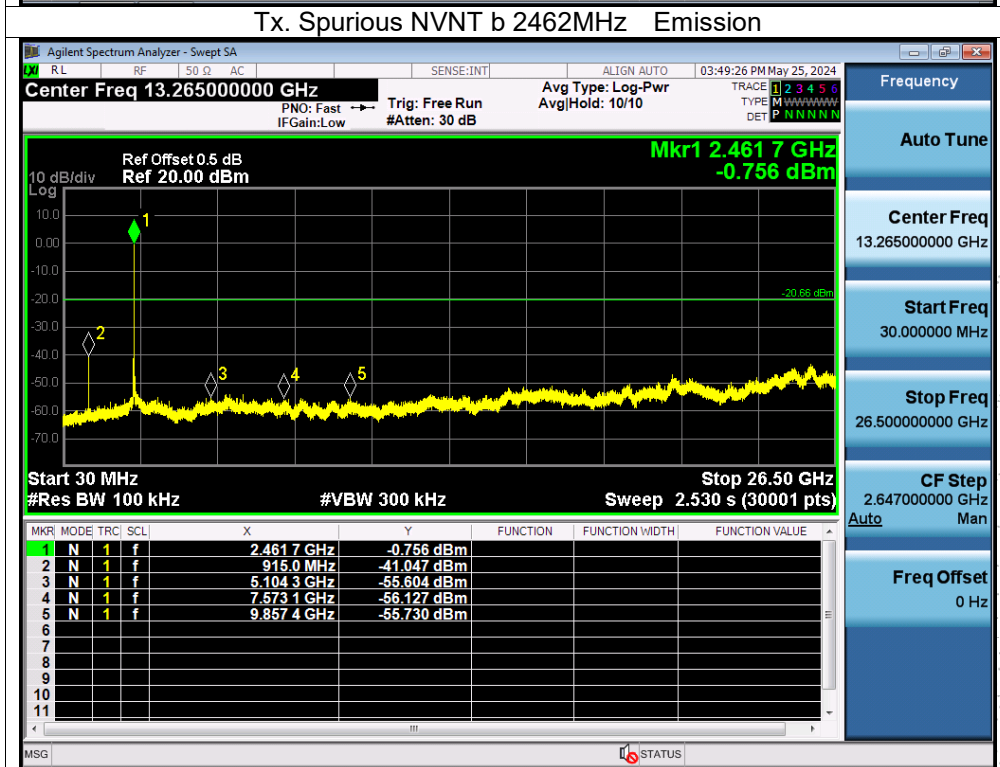 Tx. Spurious NVNT b 2462MHz Emission
Agilent Spectrum Analyzer - Swept SA
LXI RL RF 50 Ω AC SENSE:INT ALIGN AUTO 03:49:26 PM May 25, 2024
Center Freq 13.265000000 GHz
PNO: Fast
IFGain:Low
Trig: Free Run
#Atten: 30 dB
Avg Type: Log-Pwr
Avg|Hold: 10/10
TRACE 1 2 3 4 5 6
TYPE M WWWWW
DET P N N N N N
Ref Offset 0.5 dB
Ref 20.00 dBm
10 dB/div
Log
Mkr1 2.461 7 GHz
-0.756 dBm
10.0
0.00
-10.0
-20.0
-30.0
-40.0
-50.0
-60.0
-70.0
1
2
3
4
5
-20.66 dBm
Start 30 MHz
Stop 26.50 GHz
#Res BW 100 kHz
#VBW 300 kHz
Sweep 2.530 s (30001 pts)
MKR MODE TRC SCL X Y FUNCTION FUNCTION WIDTH FUNCTION VALUE
1 N 1 f 2.461 7 GHz -0.756 dBm
2 N 1 f 915.0 MHz -41.047 dBm
3 N 1 f 5.104 3 GHz -55.604 dBm
4 N 1 f 7.573 1 GHz -56.127 dBm
5 N 1 f 9.857 4 GHz -55.730 dBm
6
7
8
9
10
11
MSG
STATUS
Frequency
Auto Tune
Center Freq
13.265000000 GHz
Start Freq
30.000000 MHz
Stop Freq
26.500000000 GHz
CF Step
2.647000000 GHz
Auto Man
Freq Offset
0 Hz